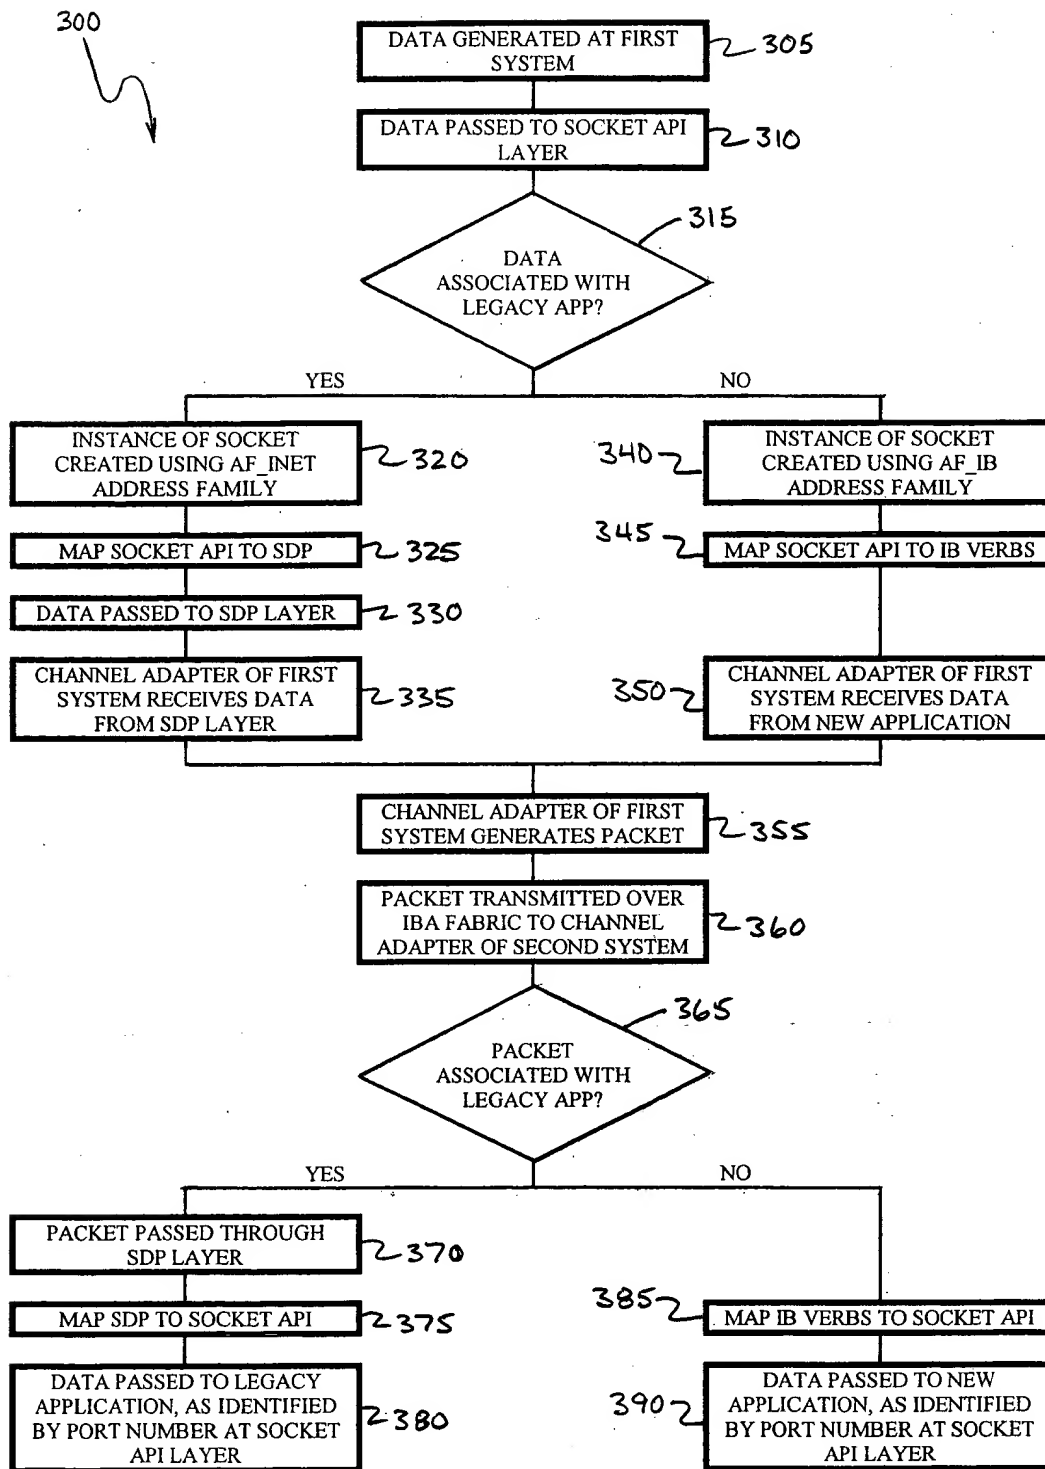 300
DATA GENERATED AT FIRST
SYSTEM
305
DATA PASSED TO SOCKET API
LAYER
310
315
DATA
ASSOCIATED WITH
LEGACY APP?
YES
NO
INSTANCE OF SOCKET
CREATED USING AF_INET
ADDRESS FAMILY
320
340
INSTANCE OF SOCKET
CREATED USING AF_IB
ADDRESS FAMILY
MAP SOCKET API TO SDP
325
345
MAP SOCKET API TO IB VERBS
DATA PASSED TO SDP LAYER
330
CHANNEL ADAPTER OF FIRST
SYSTEM RECEIVES DATA
FROM SDP LAYER
335
350
CHANNEL ADAPTER OF FIRST
SYSTEM RECEIVES DATA
FROM NEW APPLICATION
CHANNEL ADAPTER OF FIRST
SYSTEM GENERATES PACKET
355
PACKET TRANSMITTED OVER
IBA FABRIC TO CHANNEL
ADAPTER OF SECOND SYSTEM
360
365
PACKET
ASSOCIATED WITH
LEGACY APP?
YES
NO
PACKET PASSED THROUGH
SDP LAYER
370
MAP SDP TO SOCKET API
375
385
MAP IB VERBS TO SOCKET API
DATA PASSED TO LEGACY
APPLICATION, AS IDENTIFIED
BY PORT NUMBER AT SOCKET
API LAYER
380
390
DATA PASSED TO NEW
APPLICATION, AS IDENTIFIED
BY PORT NUMBER AT SOCKET
API LAYER